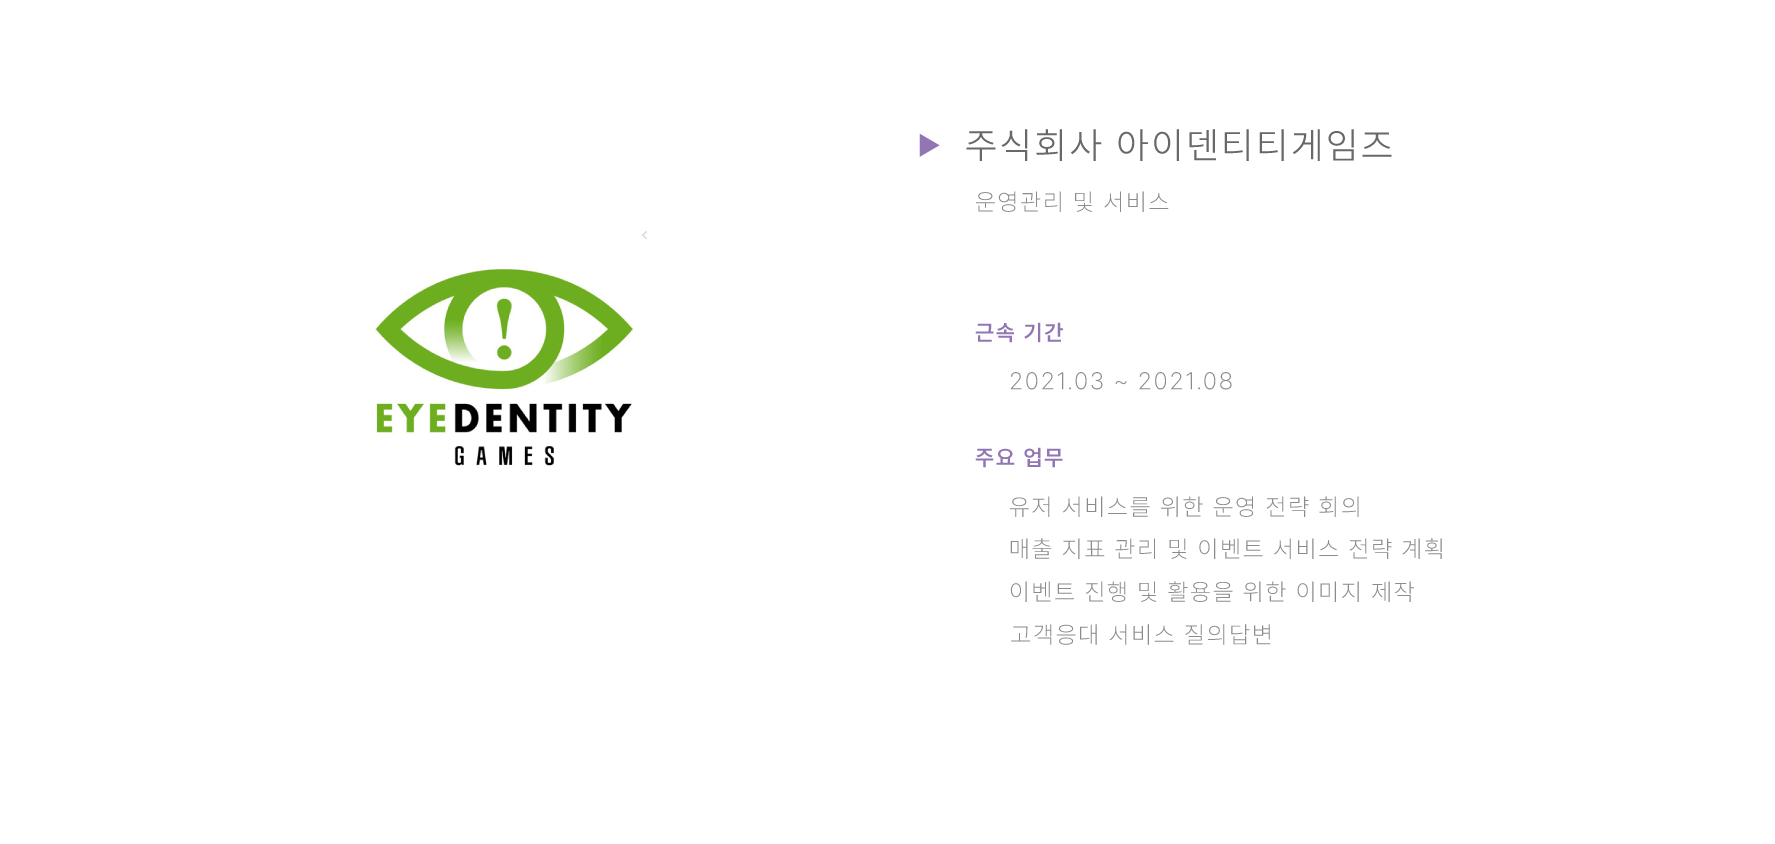 ▶ 주식회사 아이덴티티게임즈
운영관리 및 서비스
EYEDENTITY
GAMES
근속 기간
2021.03 ~ 2021.08
주요 업무
유저 서비스를 위한 운영 전략 회의
매출 지표 관리 및 이벤트 서비스 전략 계획
이벤트 진행 및 활용을 위한 이미지 제작
고객응대 서비스 질의답변